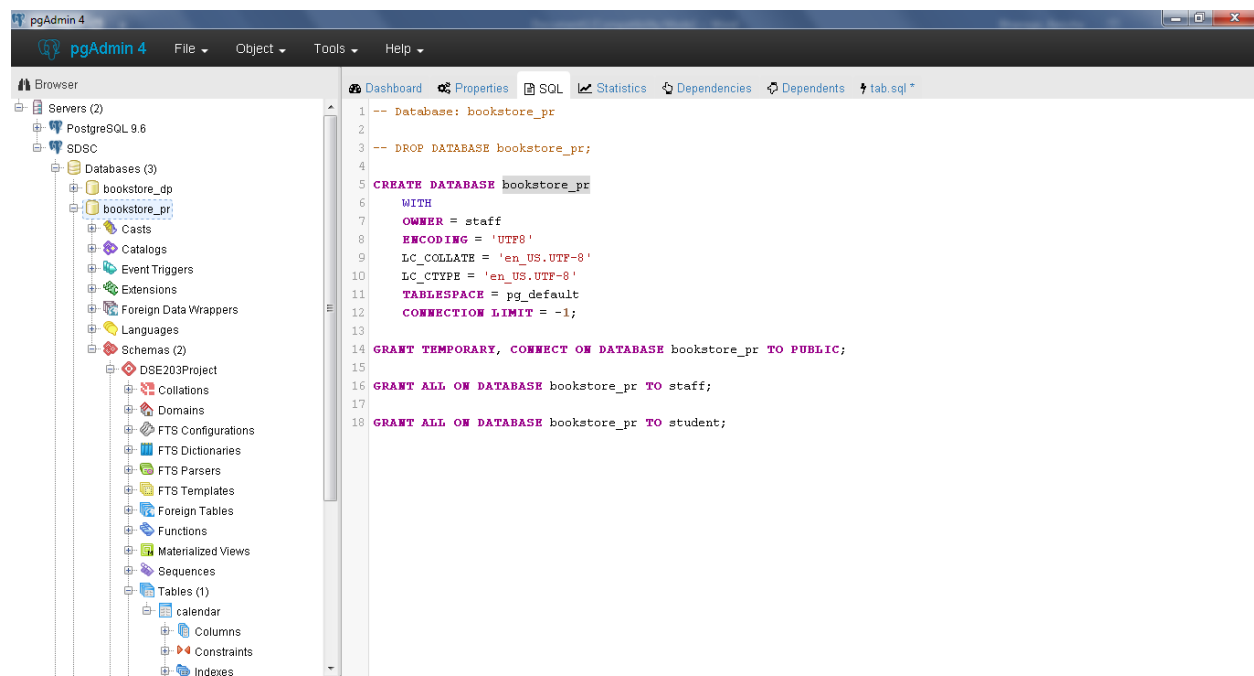 pgAdmin 4
pgAdmin 4 File Object Tools Help
Browser
Servers (2)
PostgreSQL 9.6
SDSC
Databases (3)
bookstore_dp
bookstore_pr
Casts
Catalogs
Event Triggers
Extensions
Foreign Data Wrappers
Languages
Schemas (2)
DSE203Project
Collations
Domains
FTS Configurations
FTS Dictionaries
FTS Parsers
FTS Templates
Foreign Tables
Functions
Materialized Views
Sequences
Tables (1)
calendar
Columns
Constraints
Indexes
Dashboard Properties SQL Statistics Dependencies Dependents tab.sql *
1 -- Database: bookstore_pr
2
3 -- DROP DATABASE bookstore_pr;
4
5 CREATE DATABASE bookstore_pr
6 WITH
7 OWNER = staff
8 ENCODING = 'UTF8'
9 LC_COLLATE = 'en_US.UTF-8'
10 LC_CTYPE = 'en_US.UTF-8'
11 TABLESPACE = pg_default
12 CONNECTION LIMIT = -1;
13
14 GRANT TEMPORARY, CONNECT ON DATABASE bookstore_pr TO PUBLIC;
15
16 GRANT ALL ON DATABASE bookstore_pr TO staff;
17
18 GRANT ALL ON DATABASE bookstore_pr TO student;